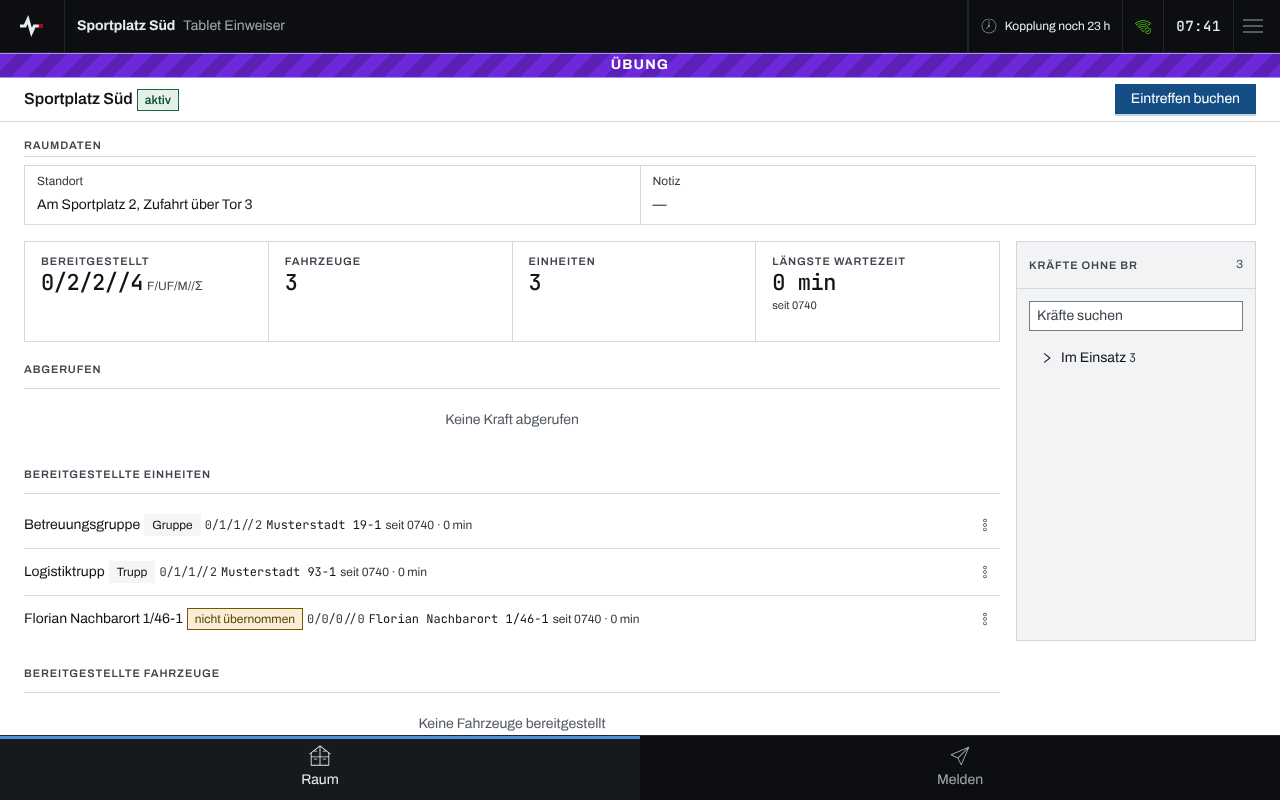 Sportplatz Süd Tablet Einweiser
Kopplung noch 23 h
07:41
ÜBUNG
Sportplatz Süd aktiv
Eintreffen buchen
RAUMDATEN
Standort
Am Sportplatz 2, Zufahrt über Tor 3
Notiz
—
BEREITGESTELLT
0/2/2//4 F/UF/M//Σ
FAHRZEUGE
3
EINHEITEN
3
LÄNGSTE WARTEZEIT
0 min
seit 0740
KRÄFTE OHNE BR 3
Kräfte suchen
Im Einsatz 3
ABGERUFEN
Keine Kraft abgerufen
BEREITGESTELLTE EINHEITEN
Betreuungsgruppe Gruppe 0/1/1//2 Musterstadt 19-1 seit 0740 · 0 min
Logistiktrupp Trupp 0/1/1//2 Musterstadt 93-1 seit 0740 · 0 min
Florian Nachbarort 1/46-1 nicht übernommen 0/0/0//0 Florian Nachbarort 1/46-1 seit 0740 · 0 min
BEREITGESTELLTE FAHRZEUGE
Keine Fahrzeuge bereitgestellt
Raum
Melden